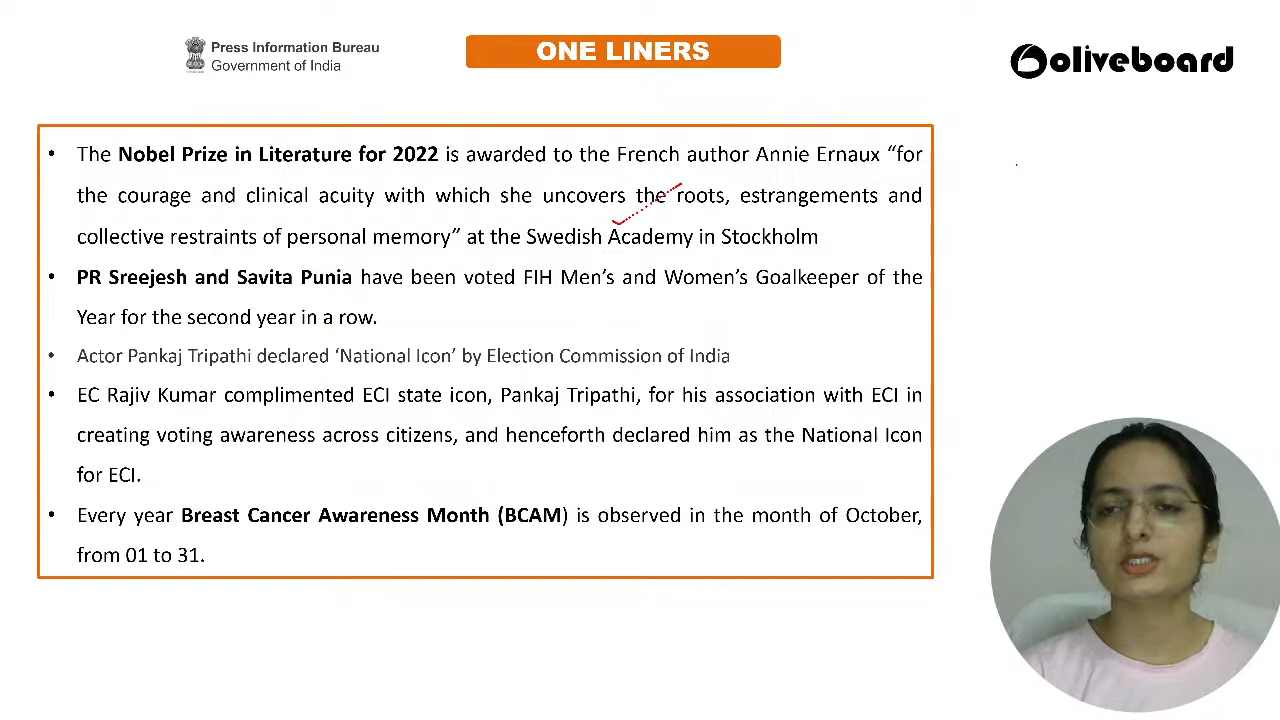 Press Information Bureau
Government of India
ONE LINERS
oliveboard
• The Nobel Prize in Literature for 2022 is awarded to the French author Annie Ernaux “for
the courage and clinical acuity with which she uncovers the roots, estrangements and
collective restraints of personal memory” at the Swedish Academy in Stockholm
• PR Sreejesh and Savita Punia have been voted FIH Men’s and Women’s Goalkeeper of the
Year for the second year in a row.
• Actor Pankaj Tripathi declared ‘National Icon’ by Election Commission of India
• EC Rajiv Kumar complimented ECI state icon, Pankaj Tripathi, for his association with ECI in
creating voting awareness across citizens, and henceforth declared him as the National Icon
for ECI.
• Every year Breast Cancer Awareness Month (BCAM) is observed in the month of October,
from 01 to 31.